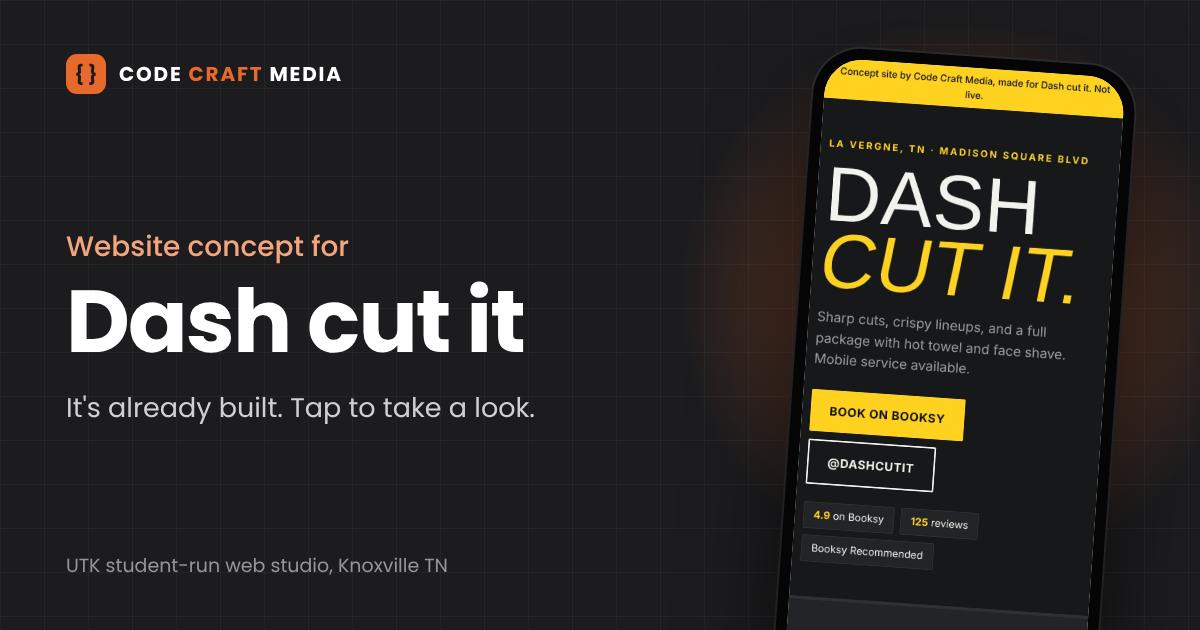 { }
CODE CRAFT MEDIA
Website concept for
Dash cut it
It's already built. Tap to take a look.
UTK student-run web studio, Knoxville TN
Concept site by Code Craft Media, made for Dash cut it. Not
live.
LA VERGNE, TN · MADISON SQUARE BLVD
DASH
CUT IT.
Sharp cuts, crispy lineups, and a full
package with hot towel and face shave.
Mobile service available.
BOOK ON BOOKSY
@DASHCUTIT
4.9 on Booksy
125 reviews
Booksy Recommended